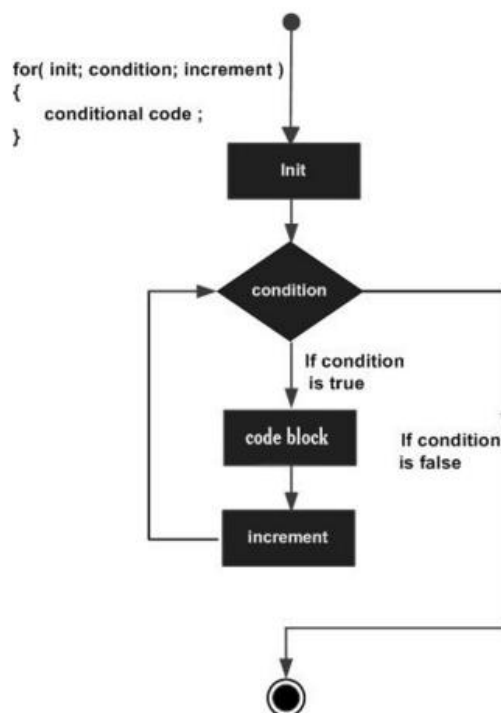 for( init; condition; increment )
{
conditional code ;
}
Init
condition
If condition
is true
code block
If condition
is false
increment